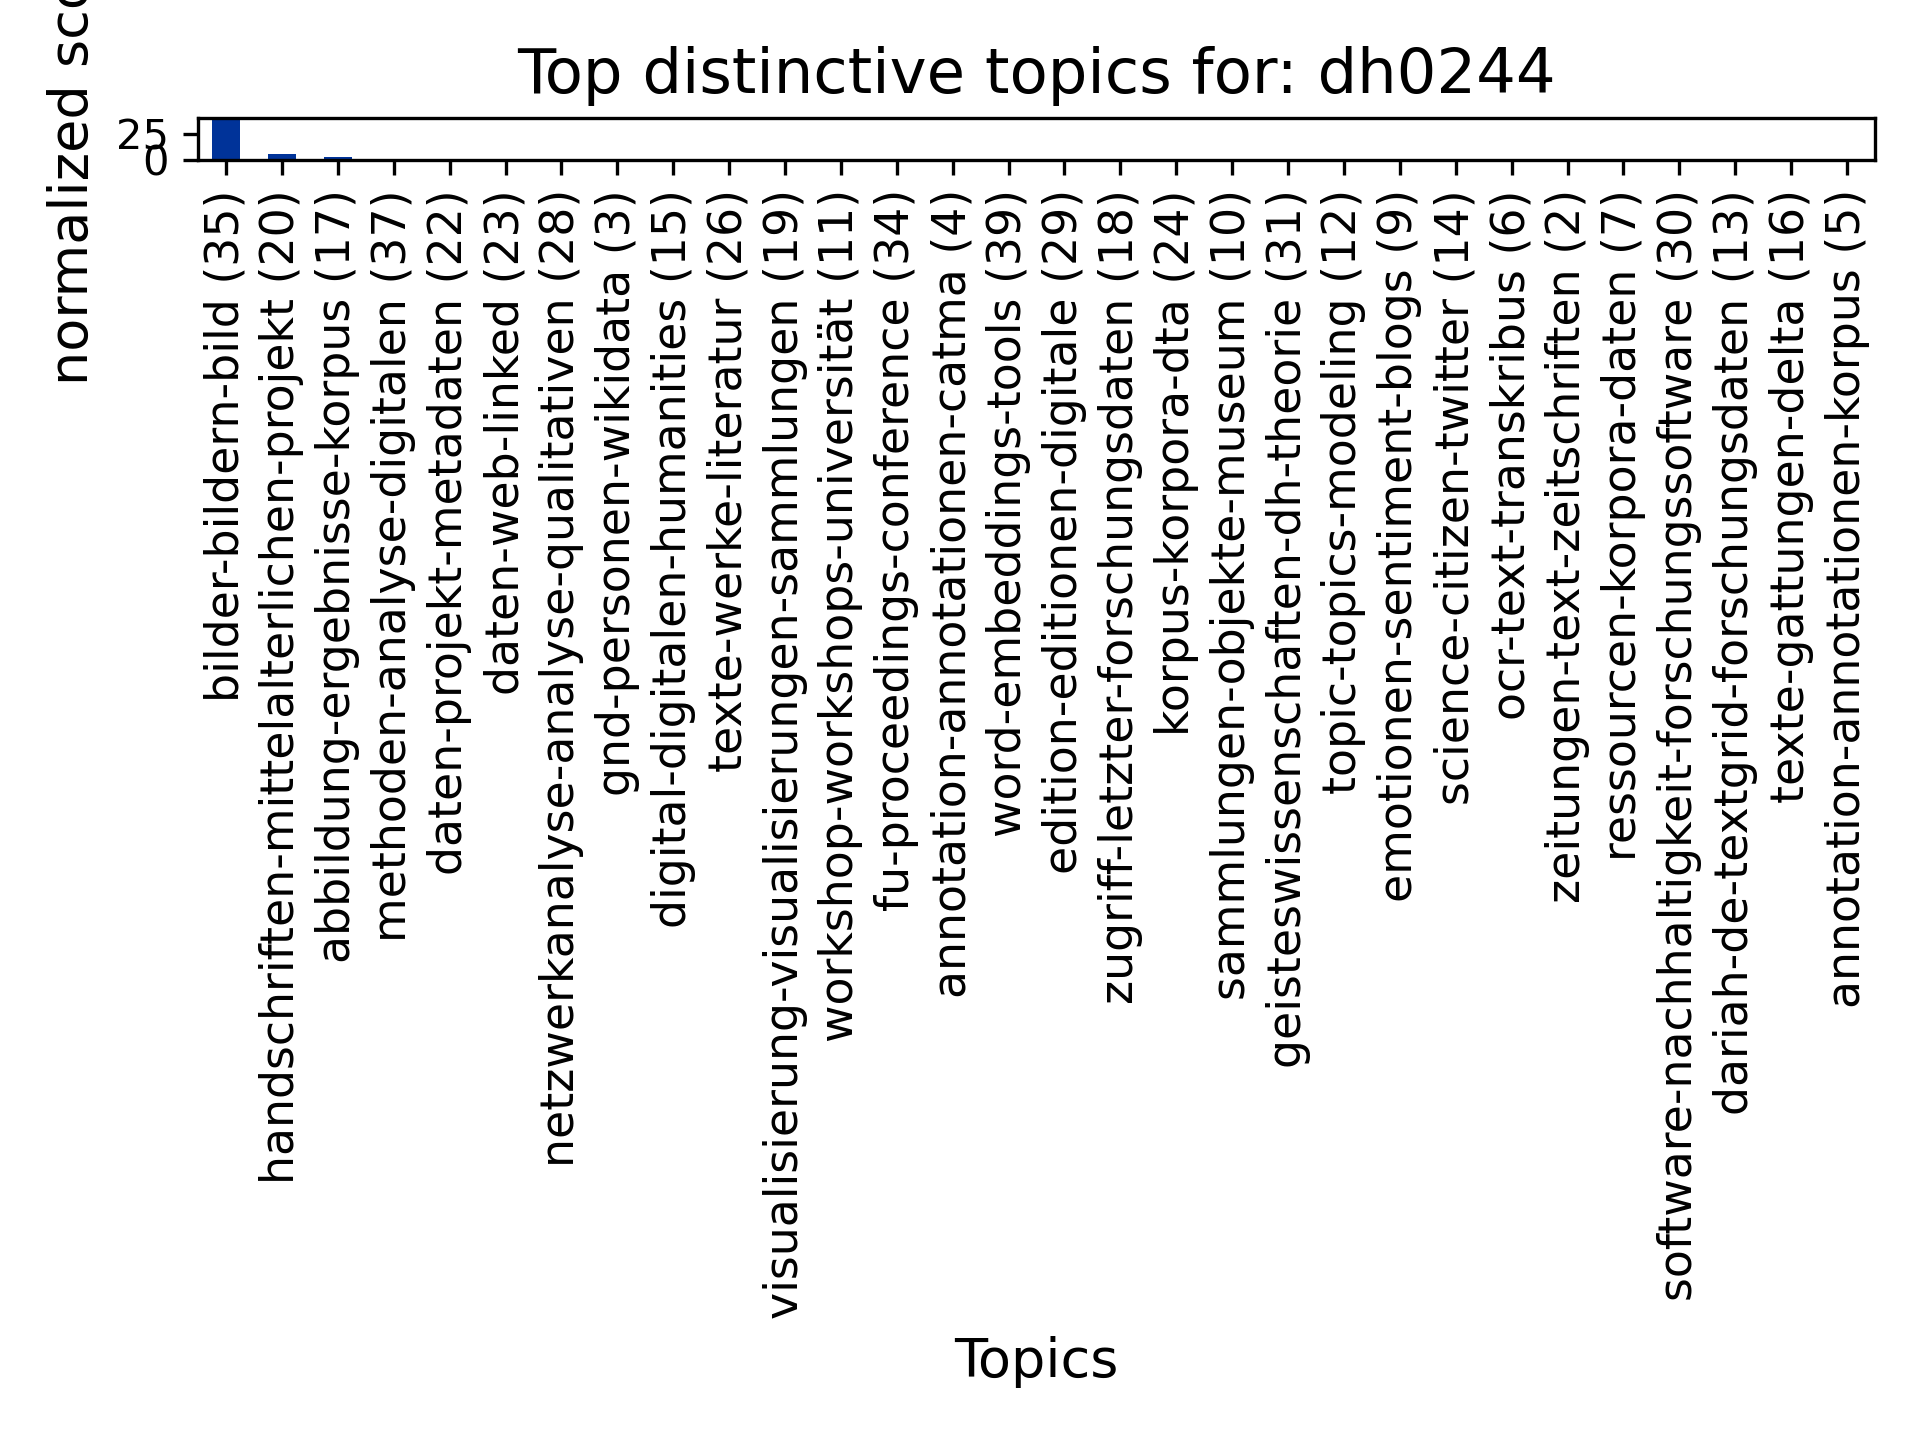 Top distinctive topics for: dh0244
normalized sco
25
0
bilder-bildern-bild (35)
handschriften-mittelalterlichen-projekt (20)
abbildung-ergebnisse-korpus (17)
methoden-analyse-digitalen (37)
daten-projekt-metadaten (22)
daten-web-linked (23)
netzwerkanalyse-analyse-qualitativen (28)
gnd-personen-wikidata (3)
digital-digitalen-humanities (15)
texte-werke-literatur (26)
visualisierung-visualisierungen-sammlungen (19)
workshop-workshops-universität (11)
fu-proceedings-conference (34)
annotation-annotationen-catma (4)
word-embeddings-tools (39)
edition-editionen-digitale (29)
zugriff-letzter-forschungsdaten (18)
korpus-korpora-dta (24)
sammlungen-objekte-museum (10)
geisteswissenschaften-dh-theorie (31)
topic-topics-modeling (12)
emotionen-sentiment-blogs (9)
science-citizen-twitter (14)
ocr-text-transkribus (6)
zeitungen-text-zeitschriften (2)
ressourcen-korpora-daten (7)
software-nachhaltigkeit-forschungssoftware (30)
dariah-de-textgrid-forschungsdaten (13)
texte-gattungen-delta (16)
annotation-annotationen-korpus (5)
Topics